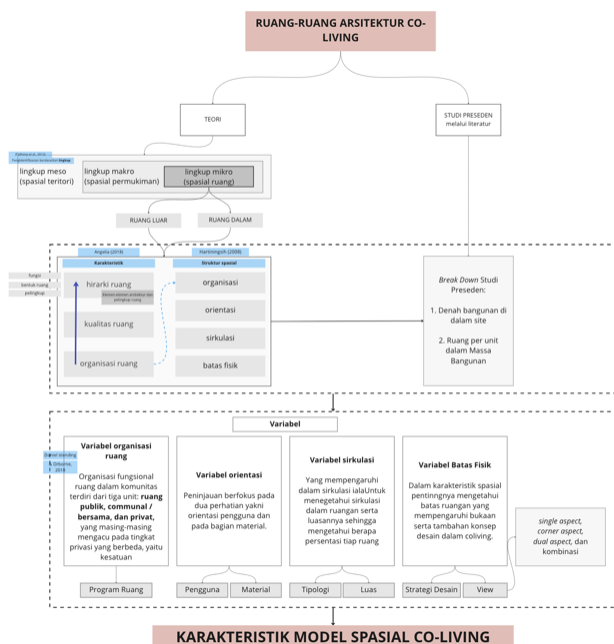 RUANG-RUANG ARSITEKTUR CO-
LIVING
TEORI
STUDI PRESEDEN
melalui literatur
lingkup meso
(spasial teritori)
lingkup makro
(spasial permukiman)
lingkup mikro
(spasial ruang)
RUANG LUAR
RUANG DALAM
Karakteristik
Struktur spasial
fungsi
bentuk ruang
pelingkup
hirarki ruang
kualitas ruang
organisasi ruang
organisasi
orientasi
sirkulasi
batas fisik
Break Down Studi
Preseden:
1. Denah bangunan di
dalam site
2. Ruang per unit
dalam Massa
Bangunan
Variabel
Variabel organisasi
ruang
Organisasi fungsional
ruang dalam komunitas
terdiri dari tiga unit: ruang
publik, communal /
bersama, dan privat,
yang masing-masing
mengacu pada tingkat
privasi yang berbeda, yaitu
kesatuan
Program Ruang
Variabel orientasi
Peninjauan berfokus pada
dua perhatian yakni
orientasi pengguna dan
pada bagian material.
Pengguna
Material
Variabel sirkulasi
Yang mempengaruhi
dalam sirkulasi ialaUntuk
menegetahui sirkulasi
dalam ruangan serta
luasannya sehingga
mengetahui berapa
persentasi tiap ruang
Tipologi
Luas
Variabel Batas Fisik
Dalam karakteristik spasial
pentingnya mengetahui
batas ruangan yang
mempengaruhi bukaan
serta tambahan konsep
desain dalam coliving.
Strategi Desain
View
single aspect,
corner aspect,
dual aspect, dan
kombinasi
KARAKTERISTIK MODEL SPASIAL CO-LIVING